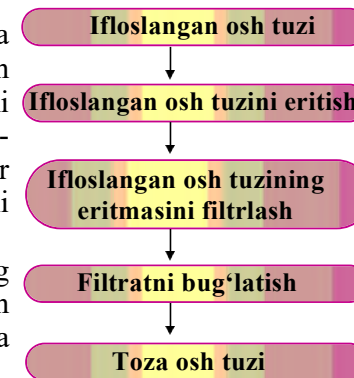 Ifloslangan osh tuzi
Ifloslangan osh tuzini eritish
Ifloslangan osh tuzining
eritmasini filtrlash
Filtratni bug‘latish
Toza osh tuzi